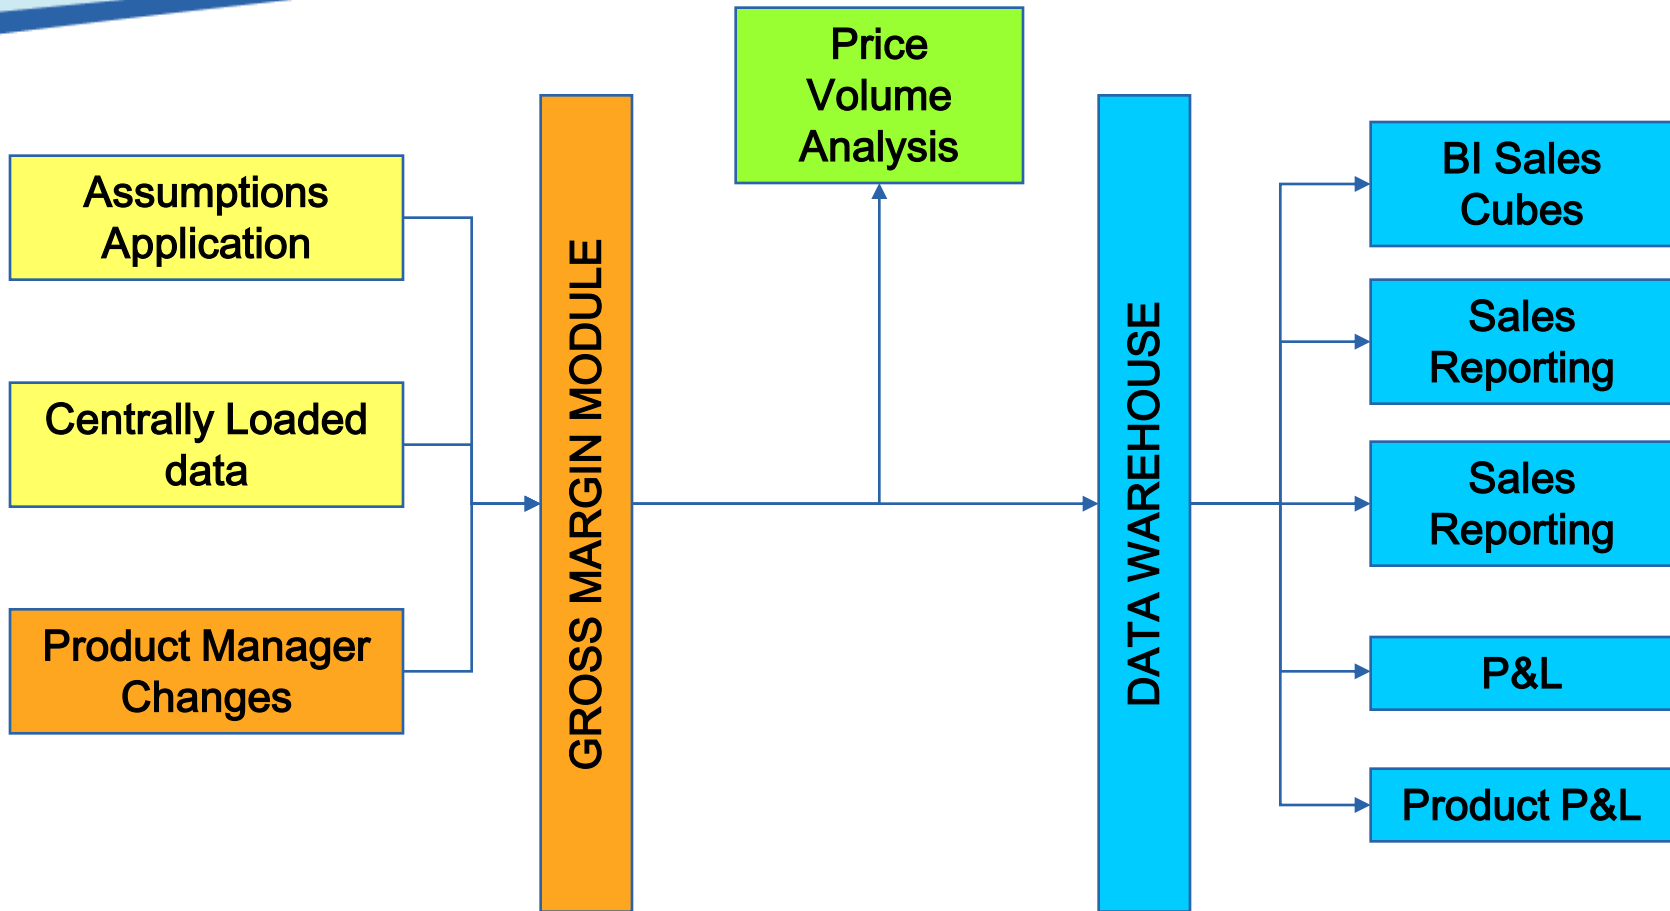 Price
Volume
Analysis
Assumptions
Application
Centrally Loaded
data
Product Manager
Changes
GROSS MARGIN MODULE
DATA WAREHOUSE
BI Sales
Cubes
Sales
Reporting
Sales
Reporting
P&L
Product P&L